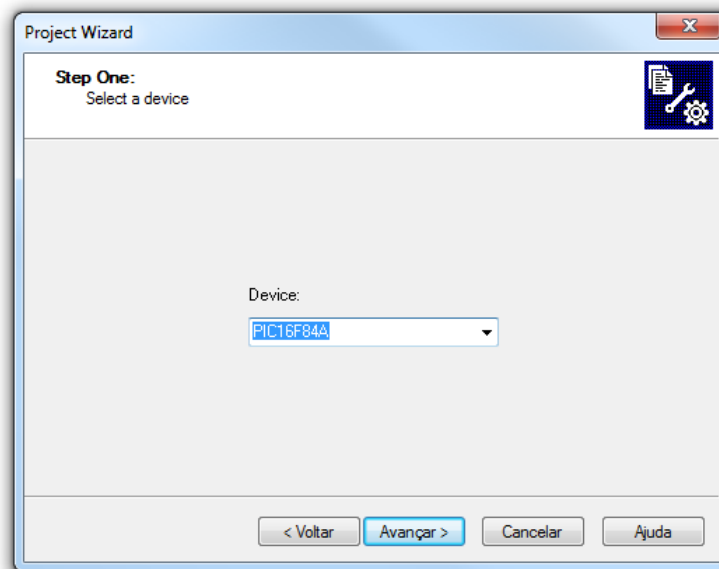 Project Wizard
Step One:
Select a device
Device:
PIC16F84A
< Voltar
Avançar >
Cancelar
Ajuda